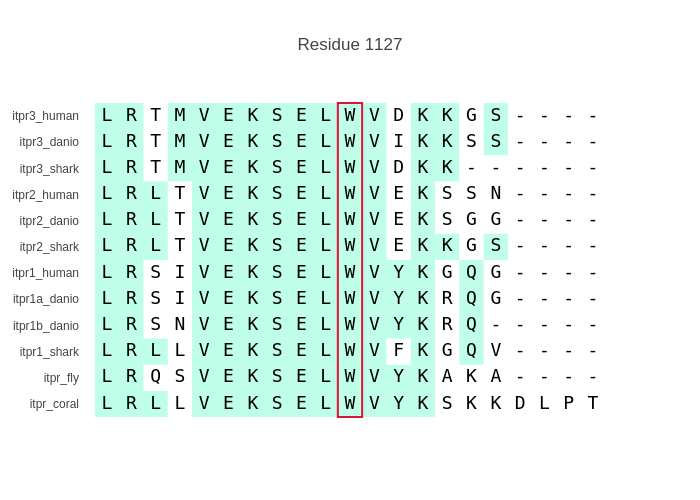 Residue 1127
itpr3_human L R T M V E K S E L W V D K K G S - - - -
itpr3_danio L R T M V E K S E L W V I K K S S - - - -
itpr3_shark L R T M V E K S E L W V D K K - - - - - -
itpr2_human L R L T V E K S E L W V E K S S N - - - -
itpr2_danio L R L T V E K S E L W V E K S G G - - - -
itpr2_shark L R L T V E K S E L W V E K K G S - - - -
itpr1_human L R S I V E K S E L W V Y K G Q G - - - -
itpr1a_danio L R S I V E K S E L W V Y K R Q G - - - -
itpr1b_danio L R S N V E K S E L W V Y K R Q - - - - -
itpr1_shark L R L L V E K S E L W V F K G Q V - - - -
itpr_fly L R Q S V E K S E L W V Y K A K A - - - -
itpr_coral L R L L V E K S E L W V Y K S K K D L P T